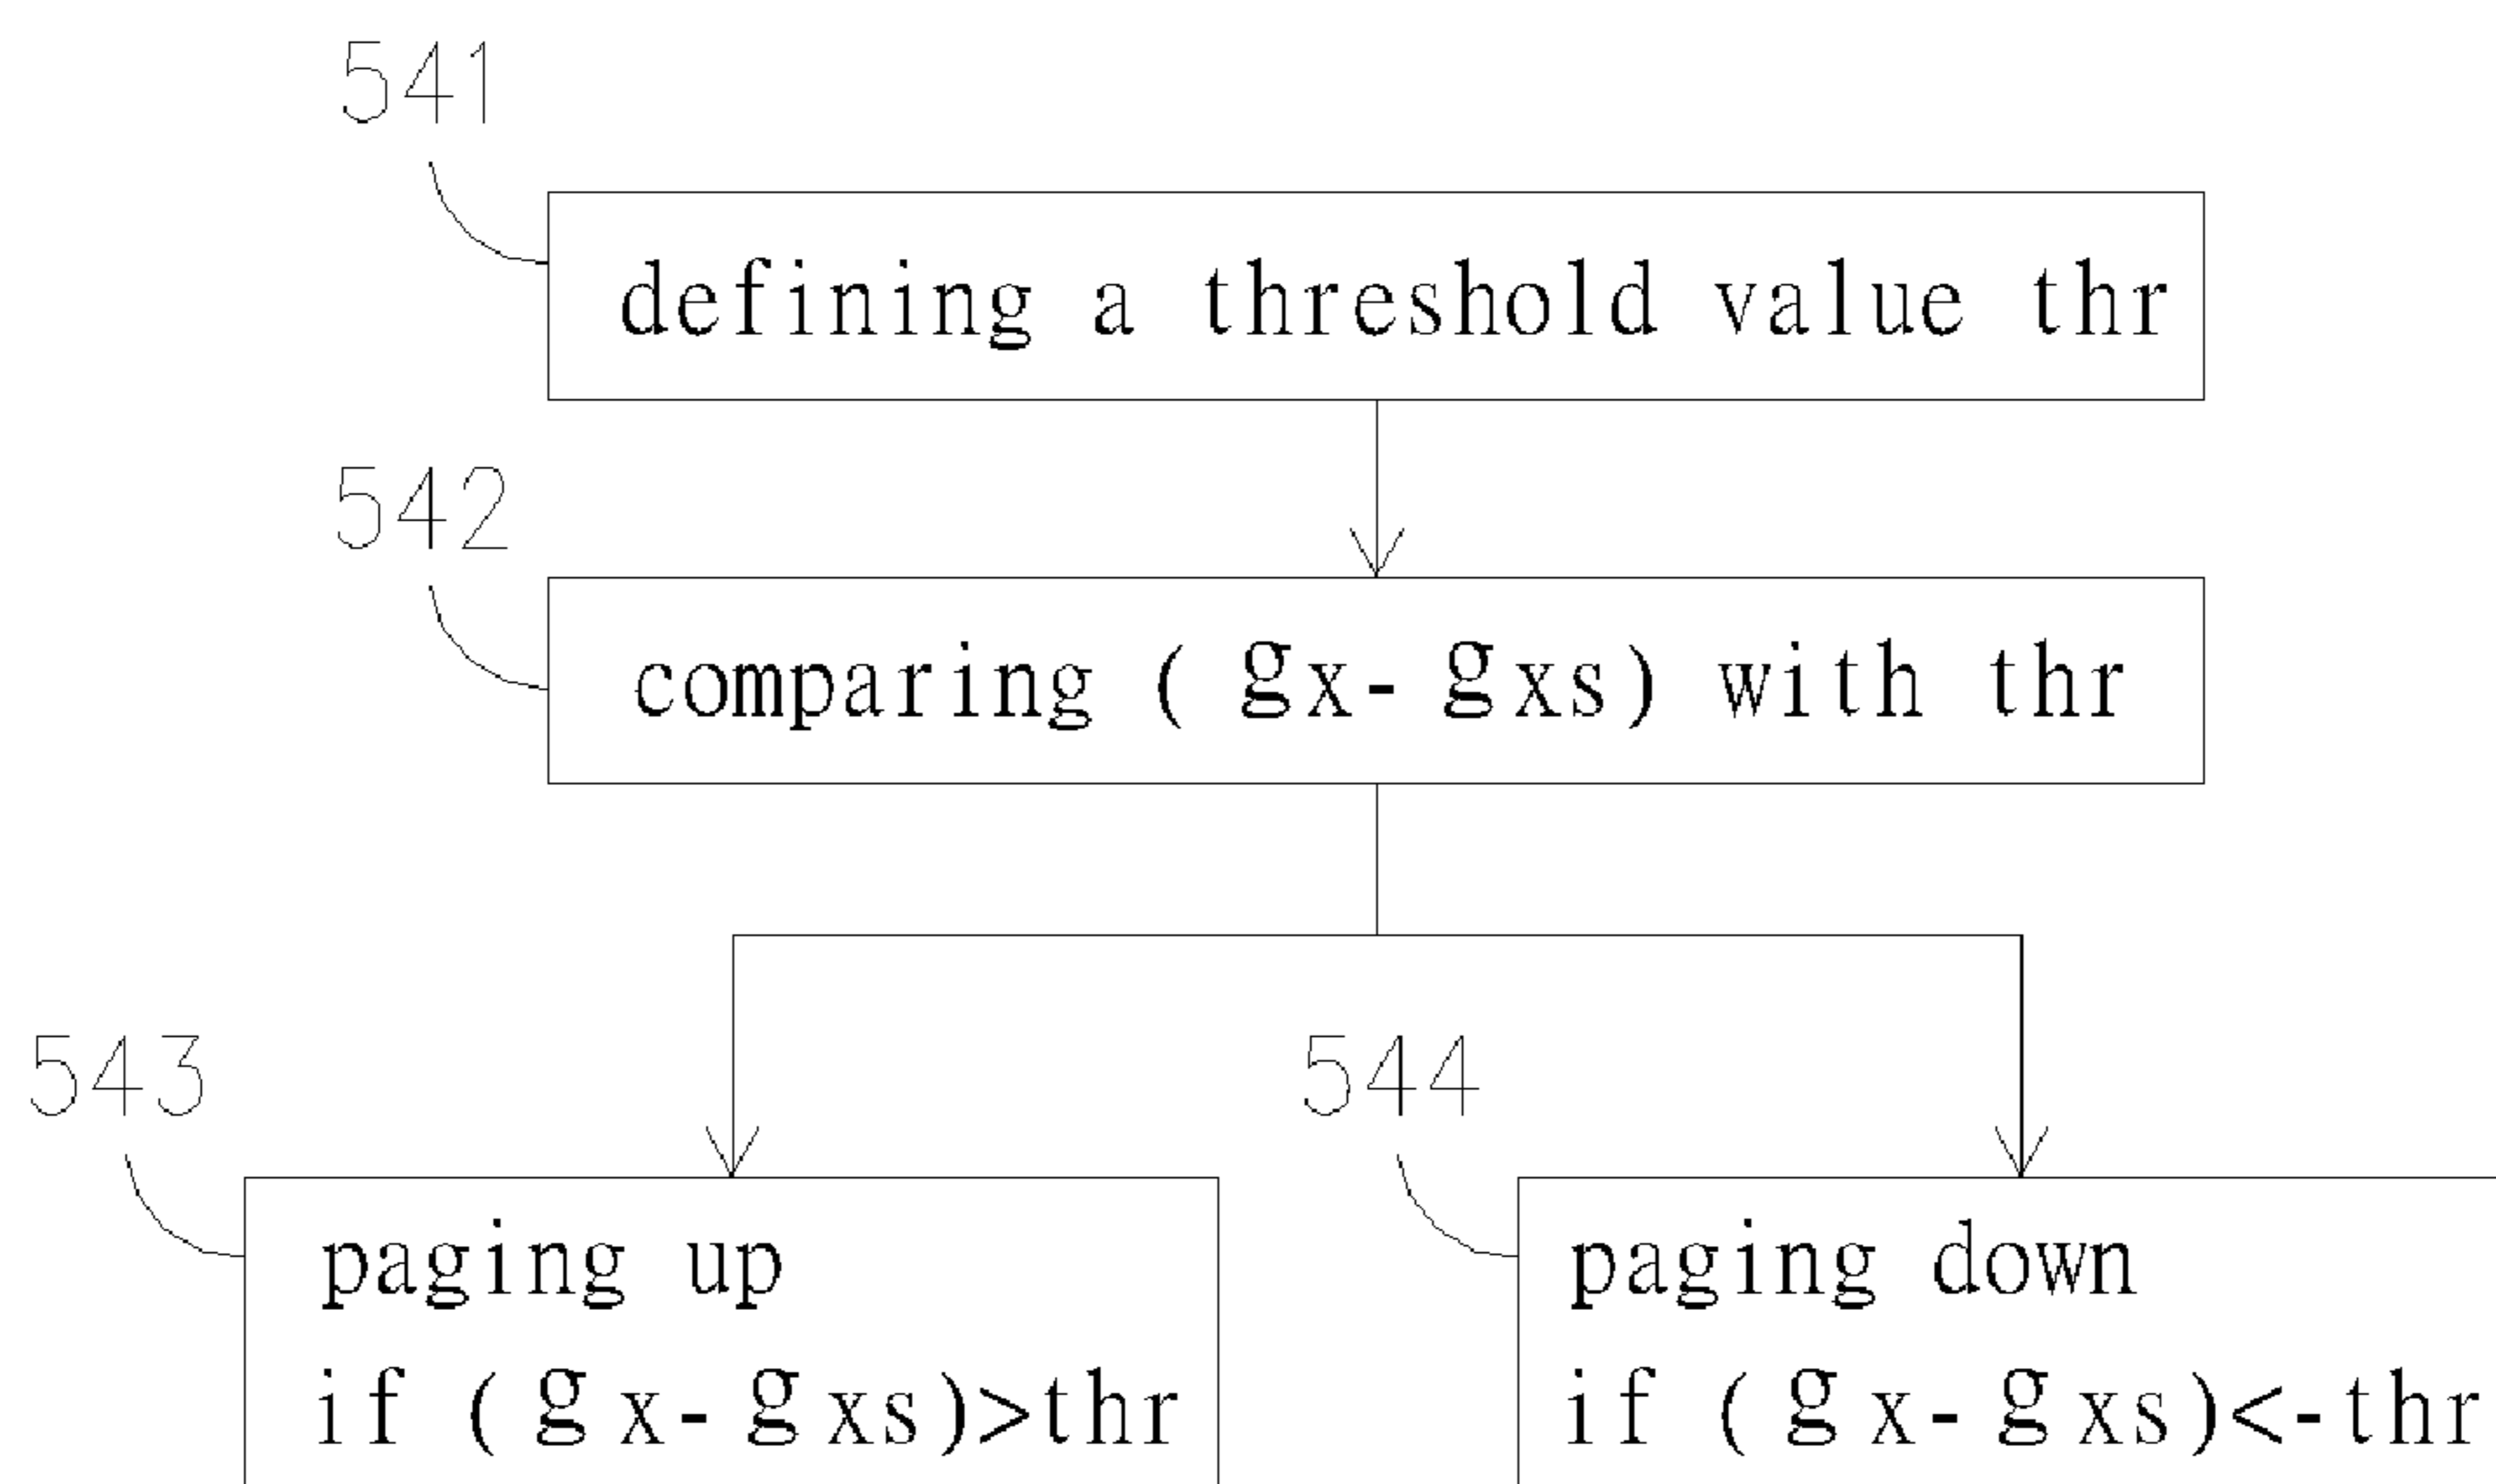 541
defining a threshold value thr
542
comparing (gx-gxs) with thr
543
544
paging up
if (gx-gxs)>thr
paging down
if (gx-gxs)<-thr